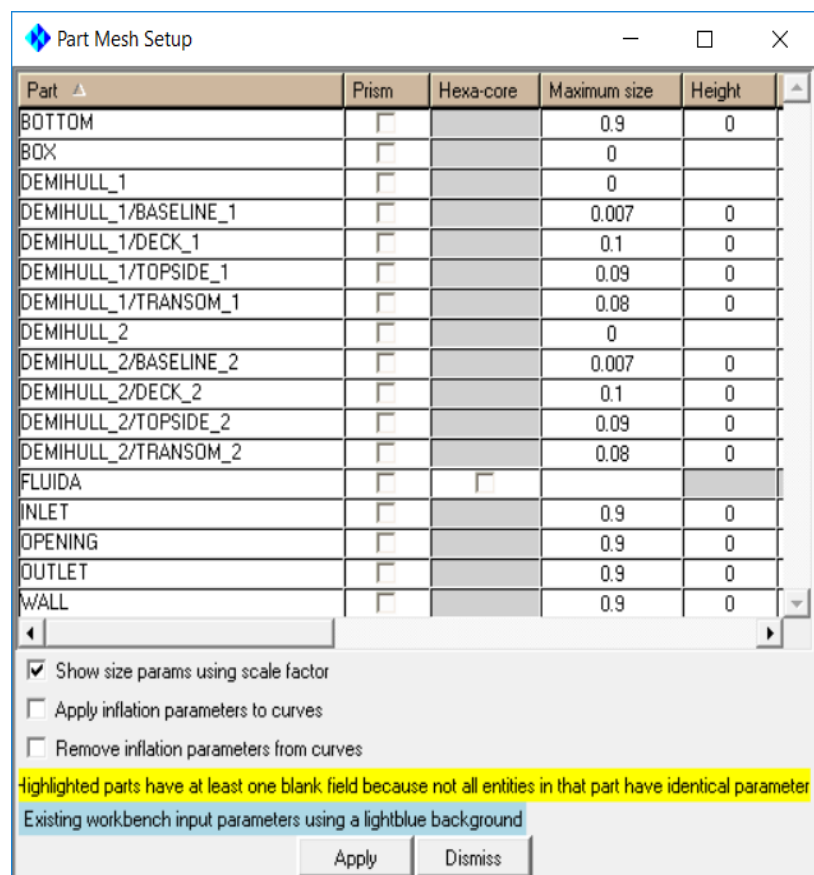 Part Mesh Setup
Part Prism Hexa-core Maximum size Height
BOTTOM 0.9 0
BOX 0
DEMIHULL_1 0
DEMIHULL_1/BASELINE_1 0.007 0
DEMIHULL_1/DECK_1 0.1 0
DEMIHULL_1/TOPSIDE_1 0.09 0
DEMIHULL_1/TRANSOM_1 0.08 0
DEMIHULL_2 0
DEMIHULL_2/BASELINE_2 0.007 0
DEMIHULL_2/DECK_2 0.1 0
DEMIHULL_2/TOPSIDE_2 0.09 0
DEMIHULL_2/TRANSOM_2 0.08 0
FLUIDA
INLET 0.9 0
OPENING 0.9 0
OUTLET 0.9 0
WALL 0.9 0
Show size params using scale factor
Apply inflation parameters to curves
Remove inflation parameters from curves
Highlighted parts have at least one blank field because not all entities in that part have identical parameter
Existing workbench input parameters using a lightblue background
Apply Dismiss